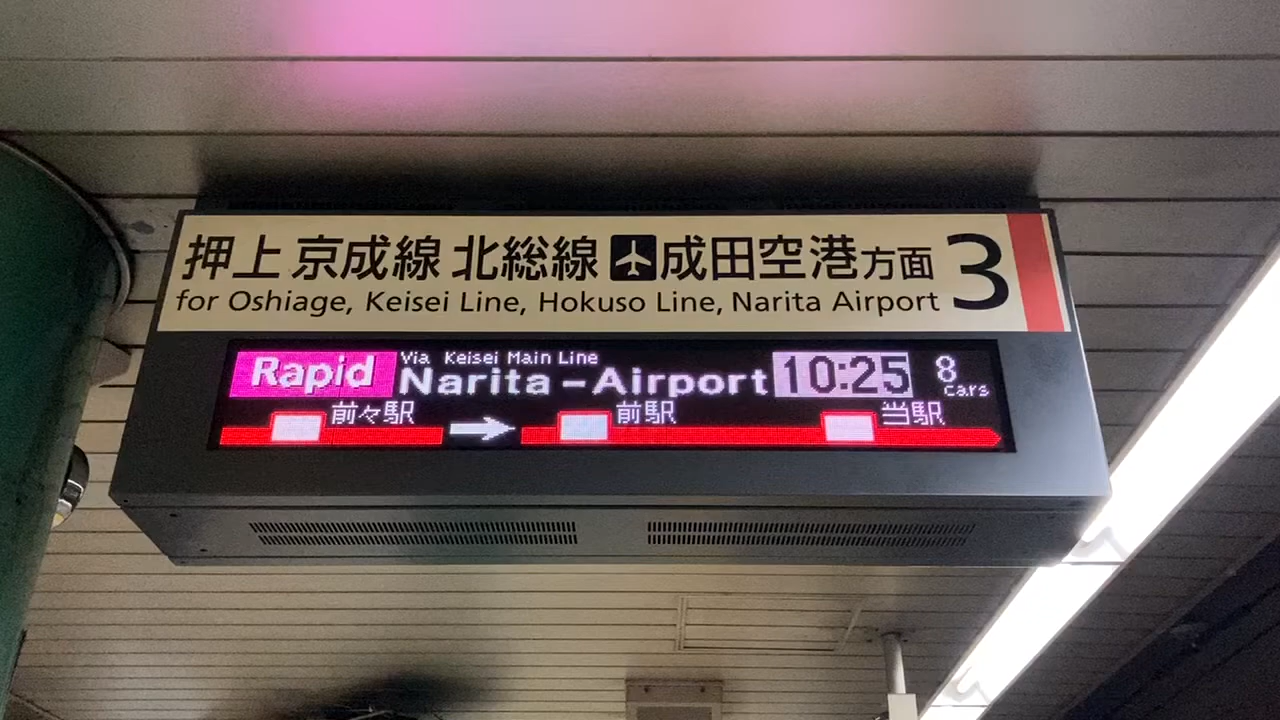 押上 京成線 北総線 成田空港方面 3
for Oshiage, Keisei Line, Hokuso Line, Narita Airport
Rapid Via Keisei Main Line Narita-Airport 10:25 8 cars
前々駅 前駅 当駅